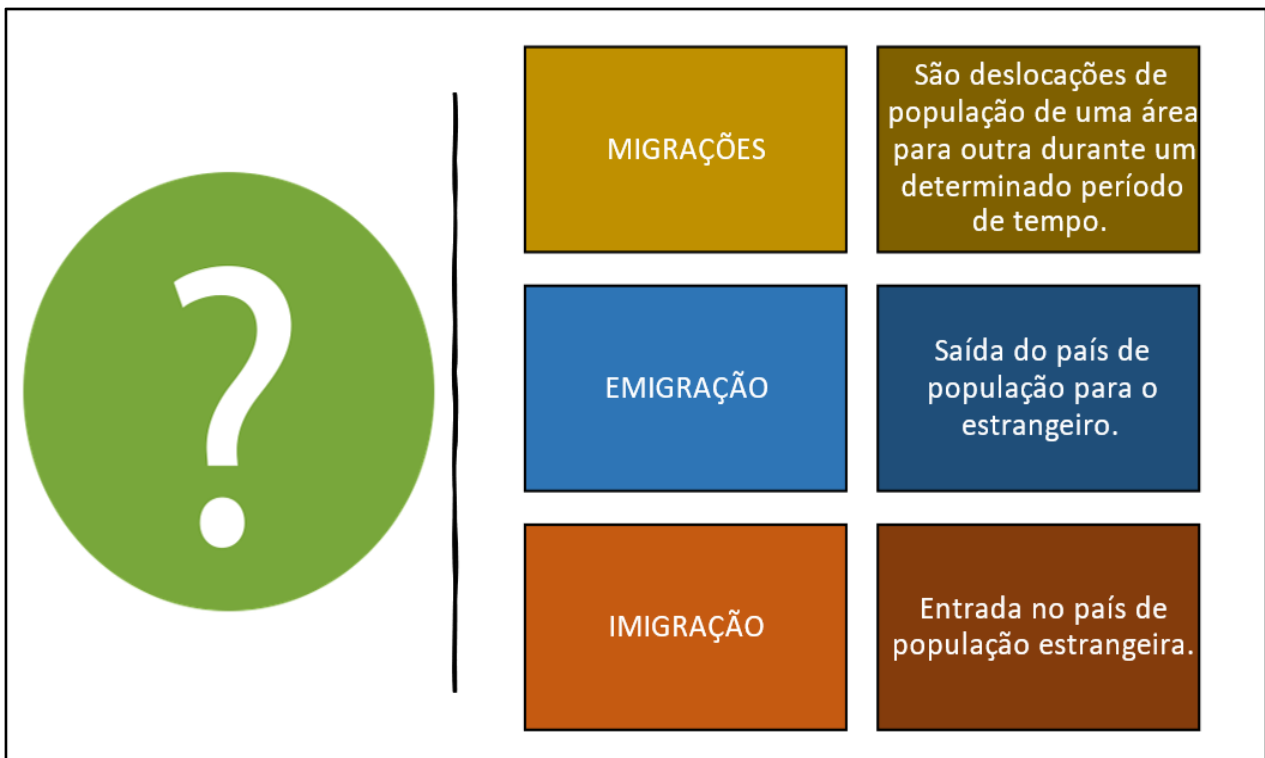 ?
MIGRAÇÕES
São deslocações de
população de uma área
para outra durante um
determinado período
de tempo.
EMIGRAÇÃO
Saída do país de
população para o
estrangeiro.
IMIGRAÇÃO
Entrada no país de
população estrangeira.